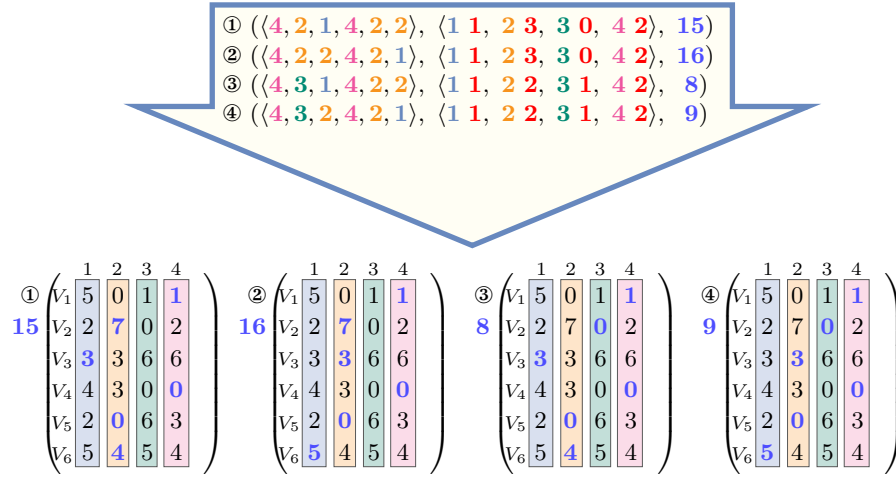 ① (⟨4, 2, 1, 4, 2, 2⟩, ⟨1 1, 2 3, 3 0, 4 2⟩, 15)
② (⟨4, 2, 2, 4, 2, 1⟩, ⟨1 1, 2 3, 3 0, 4 2⟩, 16)
③ (⟨4, 3, 1, 4, 2, 2⟩, ⟨1 1, 2 2, 3 1, 4 2⟩, 8)
④ (⟨4, 3, 2, 4, 2, 1⟩, ⟨1 1, 2 2, 3 1, 4 2⟩, 9)
1 2 3 4
① V1 5 0 1 1
15 V2 2 7 0 2
V3 3 3 6 6
V4 4 3 0 0
V5 2 0 6 3
V6 5 4 5 4
1 2 3 4
② V1 5 0 1 1
16 V2 2 7 0 2
V3 3 3 6 6
V4 4 3 0 0
V5 2 0 6 3
V6 5 4 5 4
1 2 3 4
③ V1 5 0 1 1
8 V2 2 7 0 2
V3 3 3 6 6
V4 4 3 0 0
V5 2 0 6 3
V6 5 4 5 4
1 2 3 4
④ V1 5 0 1 1
9 V2 2 7 0 2
V3 3 3 6 6
V4 4 3 0 0
V5 2 0 6 3
V6 5 4 5 4